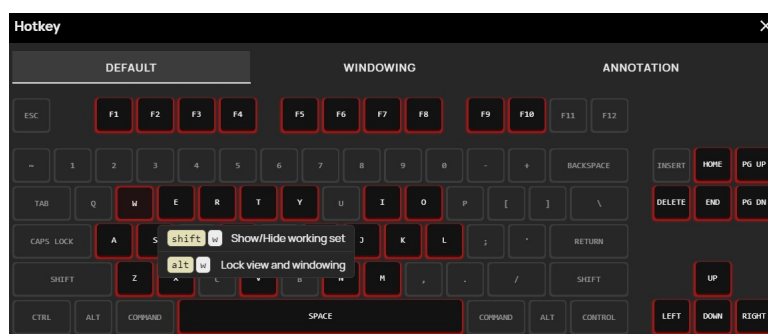 Hotkey ×
DEFAULT WINDOWING ANNOTATION
ESC F1 F2 F3 F4 F5 F6 F7 F8 F9 F10 F11 F12
~ 1 2 3 4 5 6 7 8 9 0 - + BACKSPACE INSERT HOME PG UP
TAB Q W E R T Y U I O P [ ] \ DELETE END PG DN
CAPS LOCK A S J K L ; ' RETURN
shift w Show/Hide working set
alt w Lock view and windowing
SHIFT Z X C V B N M , . / SHIFT UP
CTRL ALT COMMAND SPACE COMMAND ALT CONTROL LEFT DOWN RIGHT